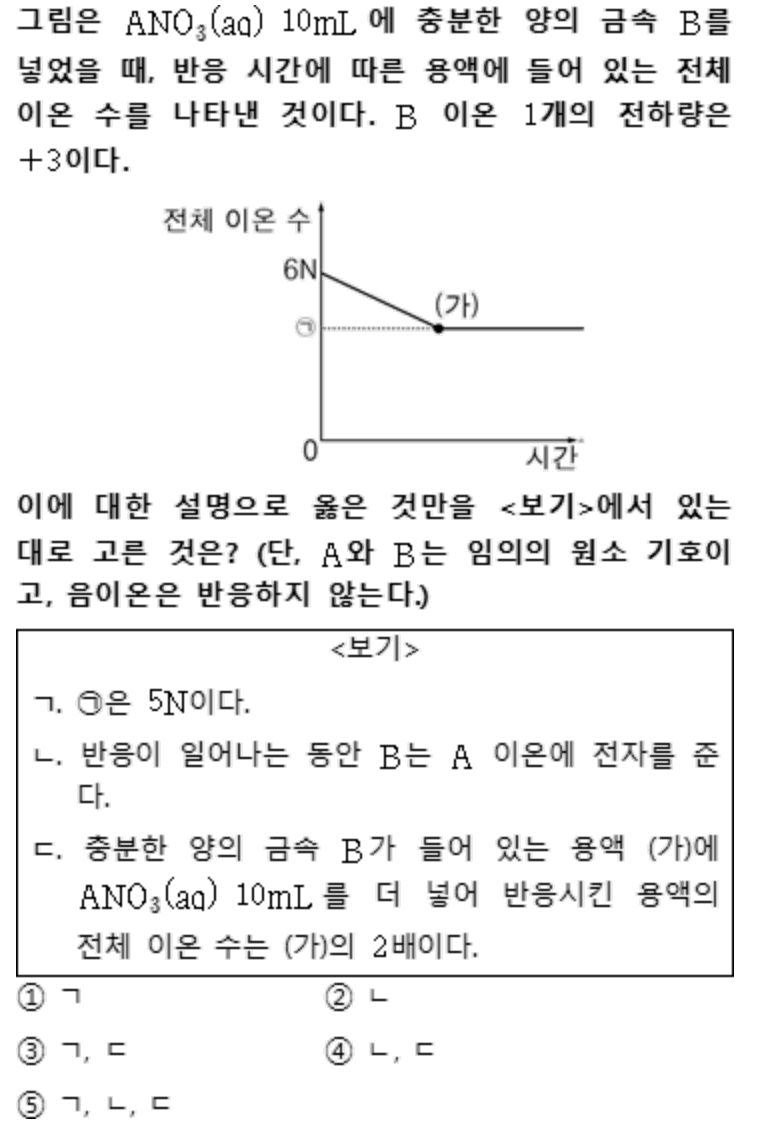 그림은 ANO₃(aq) 10mL에 충분한 양의 금속 B를
넣었을 때, 반응 시간에 따른 용액에 들어 있는 전체
이온 수를 나타낸 것이다. B 이온 1개의 전하량은
+3이다.
전체 이온 수
6N
(가)
㉠
0
시간
이에 대한 설명으로 옳은 것만을 <보기>에서 있는
대로 고른 것은? (단, A와 B는 임의의 원소 기호이
고, 음이온은 반응하지 않는다.)
<보기>
ㄱ. ㉠은 5N이다.
ㄴ. 반응이 일어나는 동안 B는 A 이온에 전자를 준
다.
ㄷ. 충분한 양의 금속 B가 들어 있는 용액 (가)에
ANO₃(aq) 10mL를 더 넣어 반응시킨 용액의
전체 이온 수는 (가)의 2배이다.
① ㄱ ② ㄴ
③ ㄱ, ㄷ ④ ㄴ, ㄷ
⑤ ㄱ, ㄴ, ㄷ